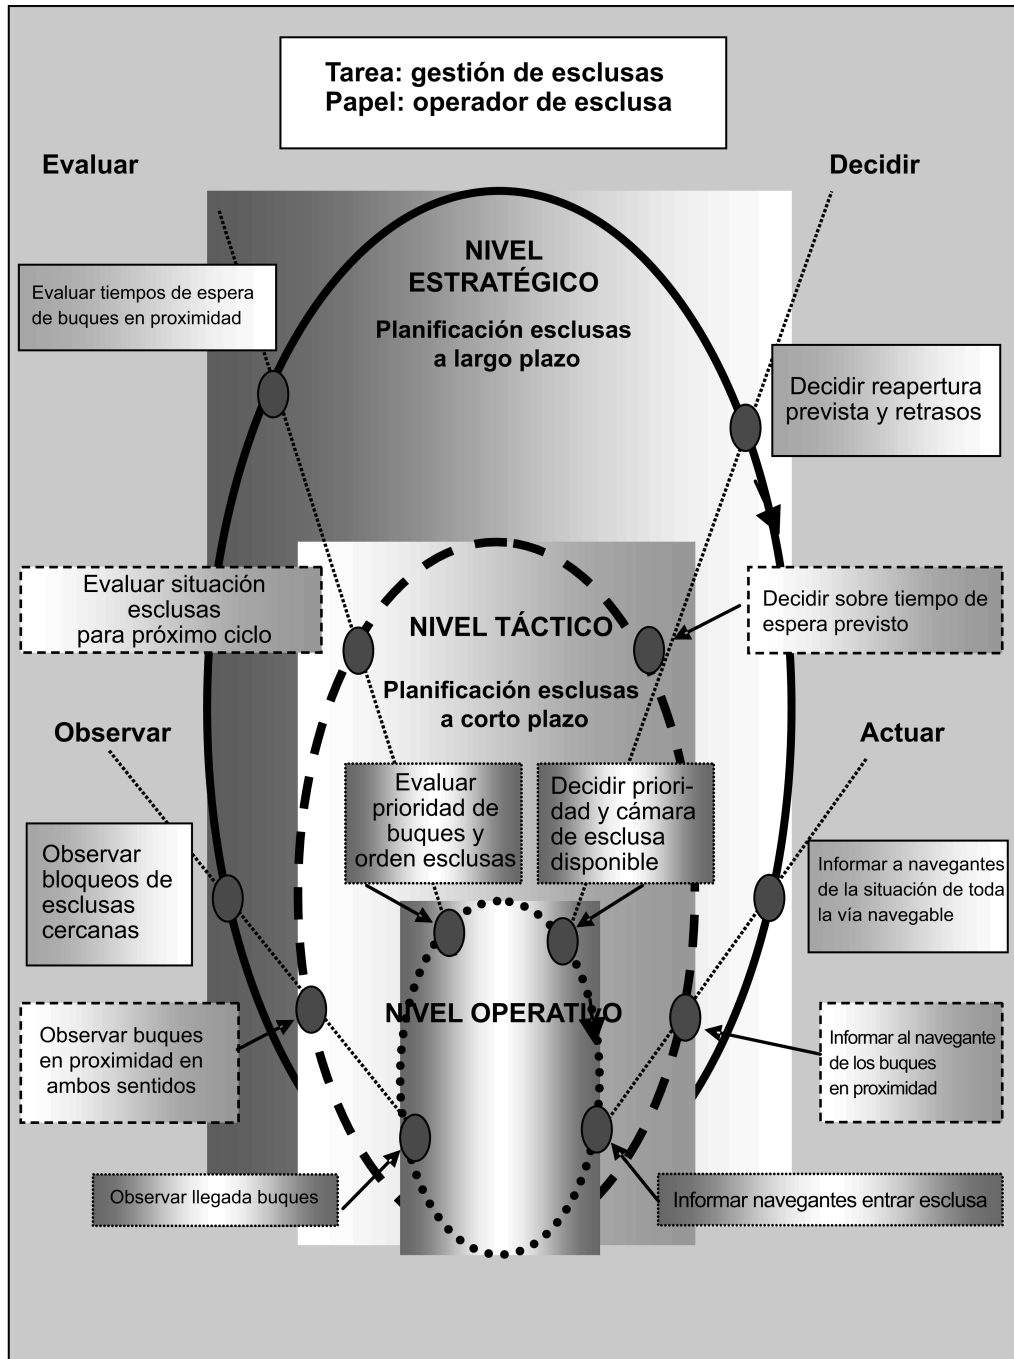 Tarea: gestión de esclusas
Papel: operador de esclusa
Evaluar
Decidir
NIVEL
ESTRATÉGICO
Planificación esclusas
a largo plazo
Evaluar tiempos de espera
de buques en proximidad
Decidir reapertura
prevista y retrasos
Evaluar situación
esclusas
para próximo ciclo
NIVEL TÁCTICO
Decidir sobre tiempo de
espera previsto
Planificación esclusas
a corto plazo
Observar
Actuar
Evaluar
prioridad de
buques y
orden esclusas
Decidir priori-
dad y cámara
de esclusa
disponible
Observar
bloqueos de
esclusas
cercanas
Informar a navegantes
de la situación de toda
la vía navegable
NIVEL OPERATIVO
Observar buques
en proximidad en
ambos sentidos
Informar al navegante
de los buques
en proximidad
Observar llegada buques
Informar navegantes entrar esclusa